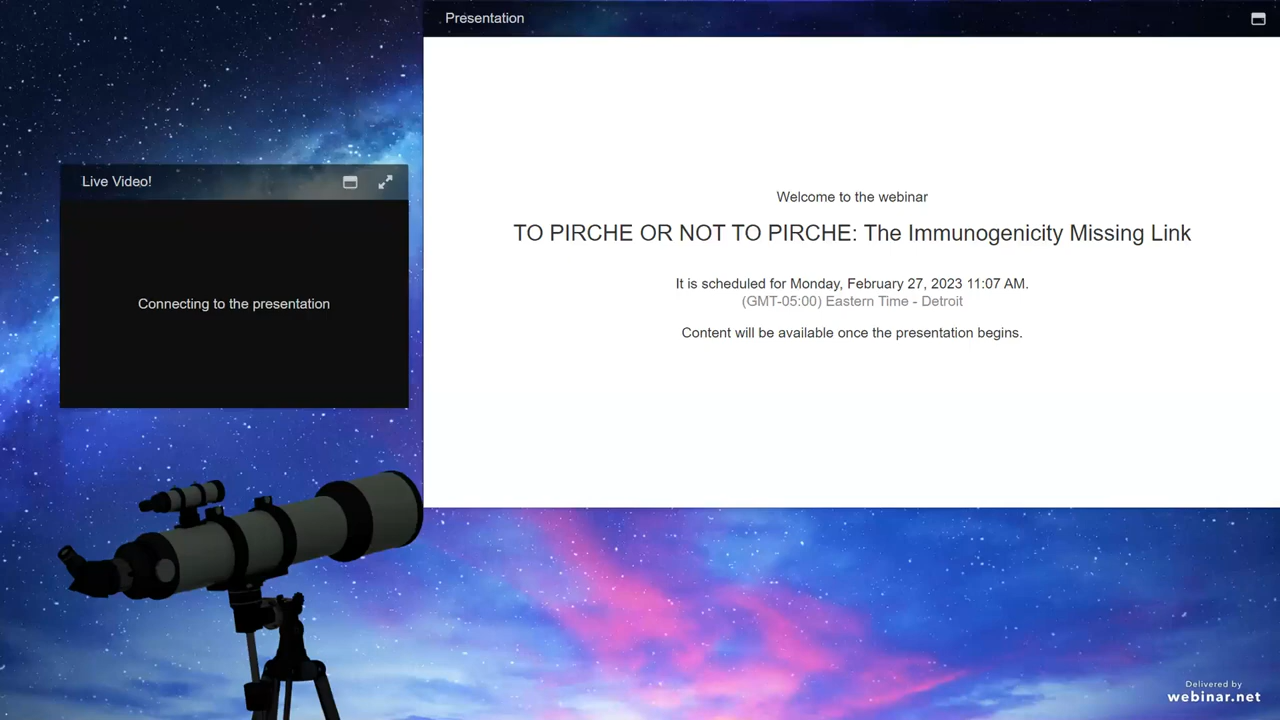 Presentation
Live Video!
Connecting to the presentation
Welcome to the webinar
TO PIRCHE OR NOT TO PIRCHE: The Immunogenicity Missing Link
It is scheduled for Monday, February 27, 2023 11:07 AM.
(GMT-05:00) Eastern Time - Detroit
Content will be available once the presentation begins.
Delivered by
webinar.net